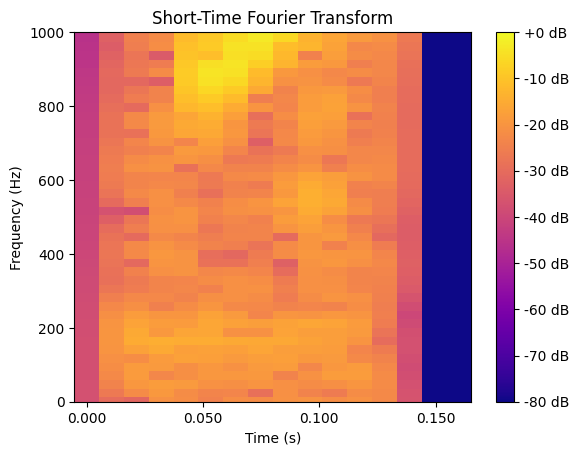 Short-Time Fourier Transform
1000
800
600
400
200
0
Frequency (Hz)
0.000
0.050
0.100
0.150
Time (s)
+0 dB
-10 dB
-20 dB
-30 dB
-40 dB
-50 dB
-60 dB
-70 dB
-80 dB